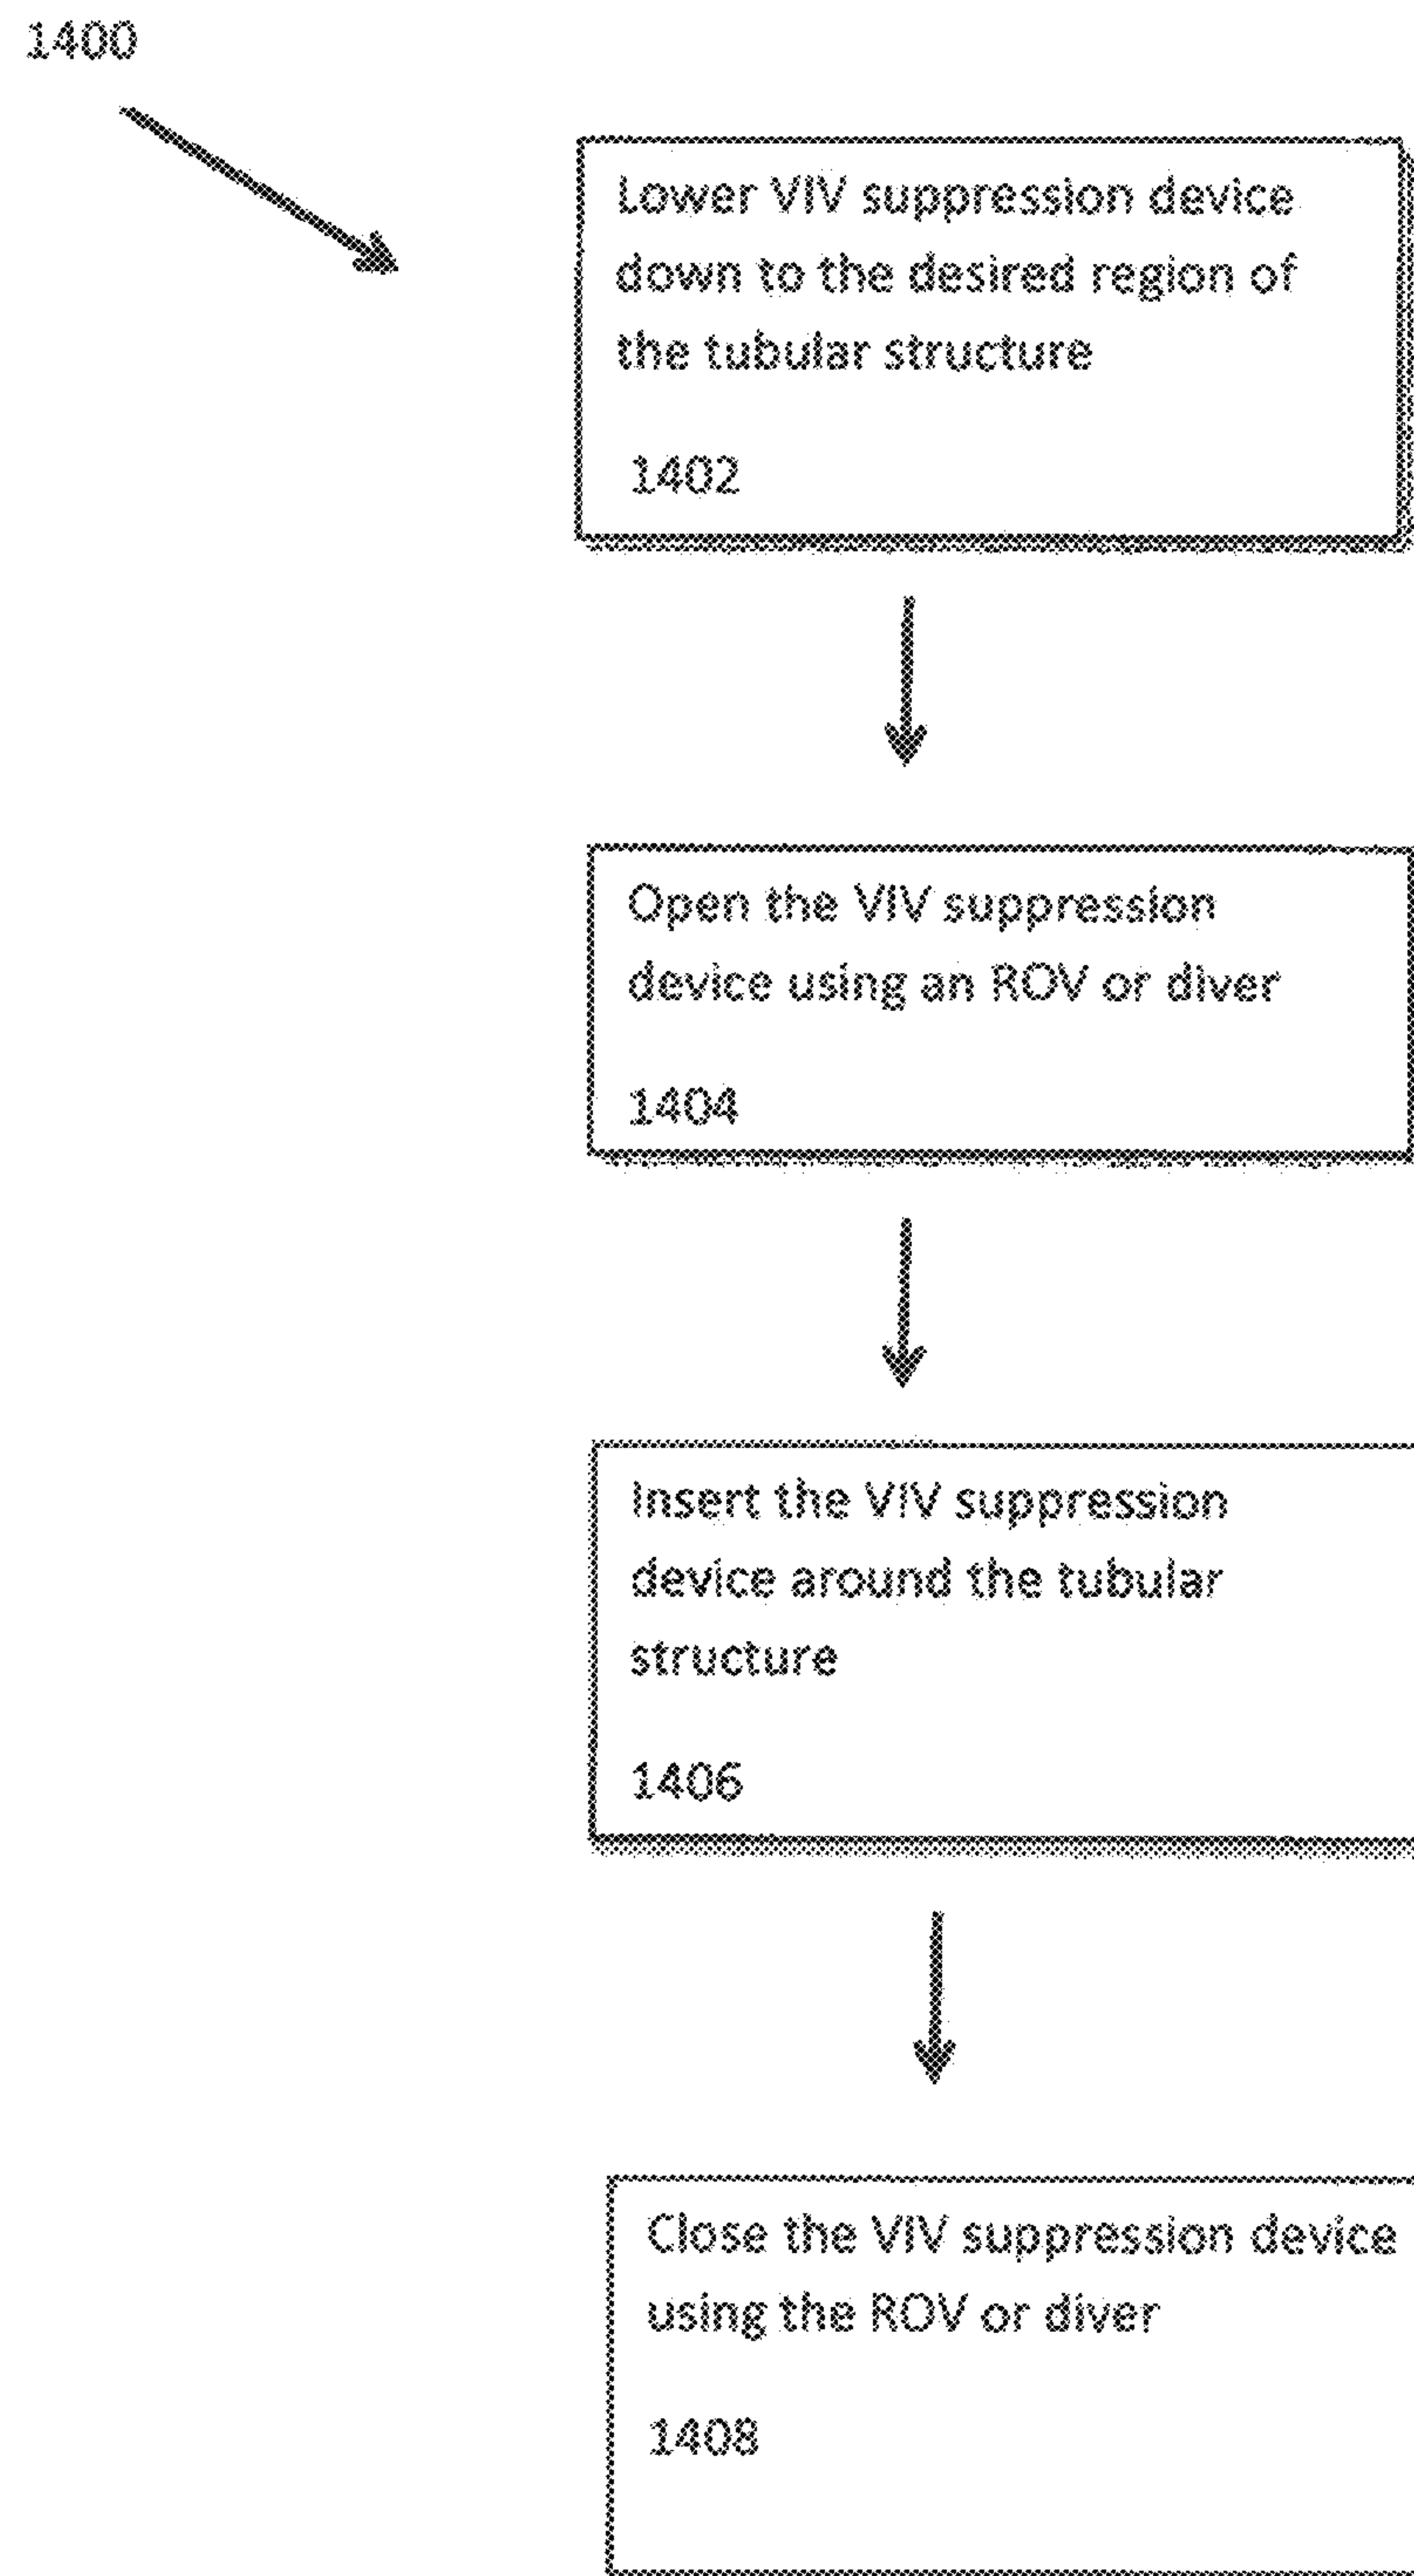 1400
Lower VIV suppression device
down to the desired region of
the tubular structure
1402
Open the VIV suppression
device using an ROV or diver
1404
Insert the VIV suppression
device around the tubular
structure
1406
Close the VIV suppression device
using the ROV or diver
1408